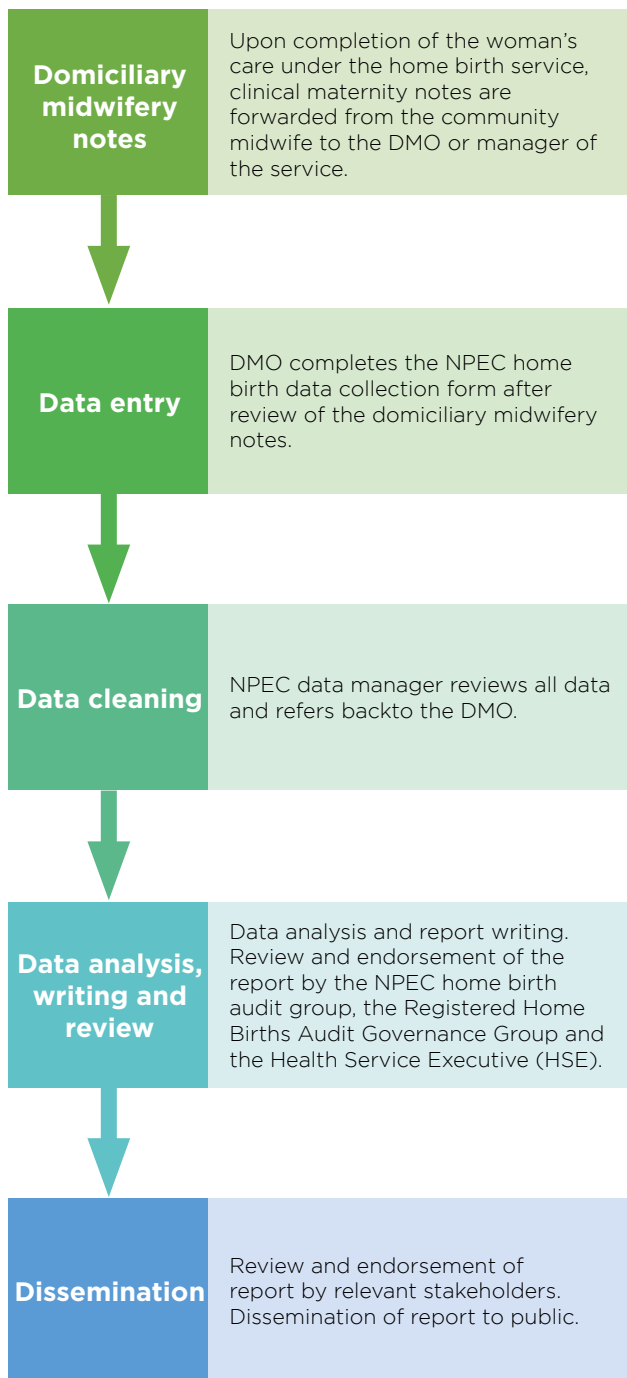 Domiciliary
midwifery
notes
Upon completion of the woman’s
care under the home birth service,
clinical maternity notes are
forwarded from the community
midwife to the DMO or manager of
the service.
Data entry
DMO completes the NPEC home
birth data collection form after
review of the domiciliary midwifery
notes.
Data cleaning
NPEC data manager reviews all data
and refers backto the DMO.
Data analysis,
writing and
review
Data analysis and report writing.
Review and endorsement of the
report by the NPEC home birth
audit group, the Registered Home
Births Audit Governance Group and
the Health Service Executive (HSE).
Dissemination
Review and endorsement of
report by relevant stakeholders.
Dissemination of report to public.